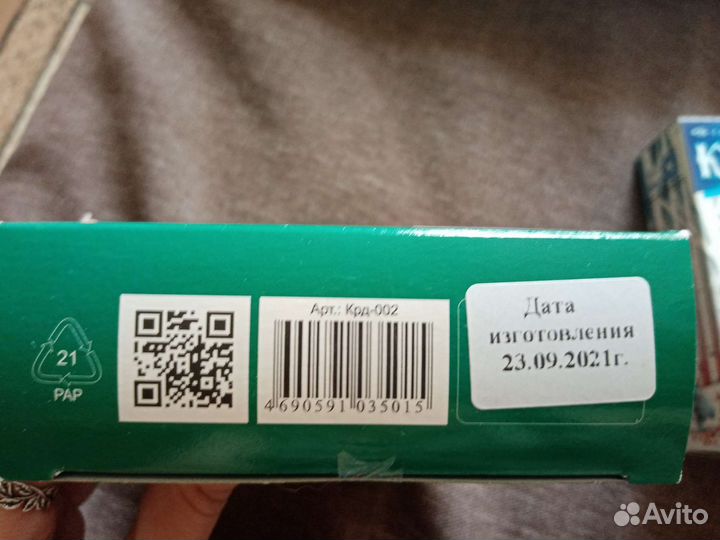 21
PAP
Арт.: Крд-002
4 690591 035015
Дата
изготовления
23.09.2021г.
К
Avito